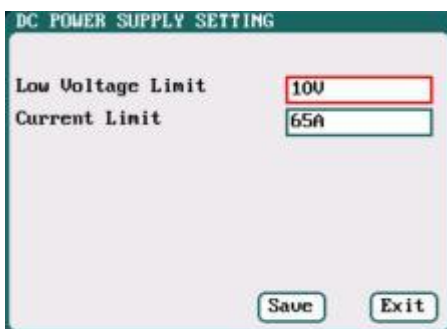 DC POWER SUPPLY SETTING
Low Voltage Limit 10V
Current Limit 65A
Save Exit